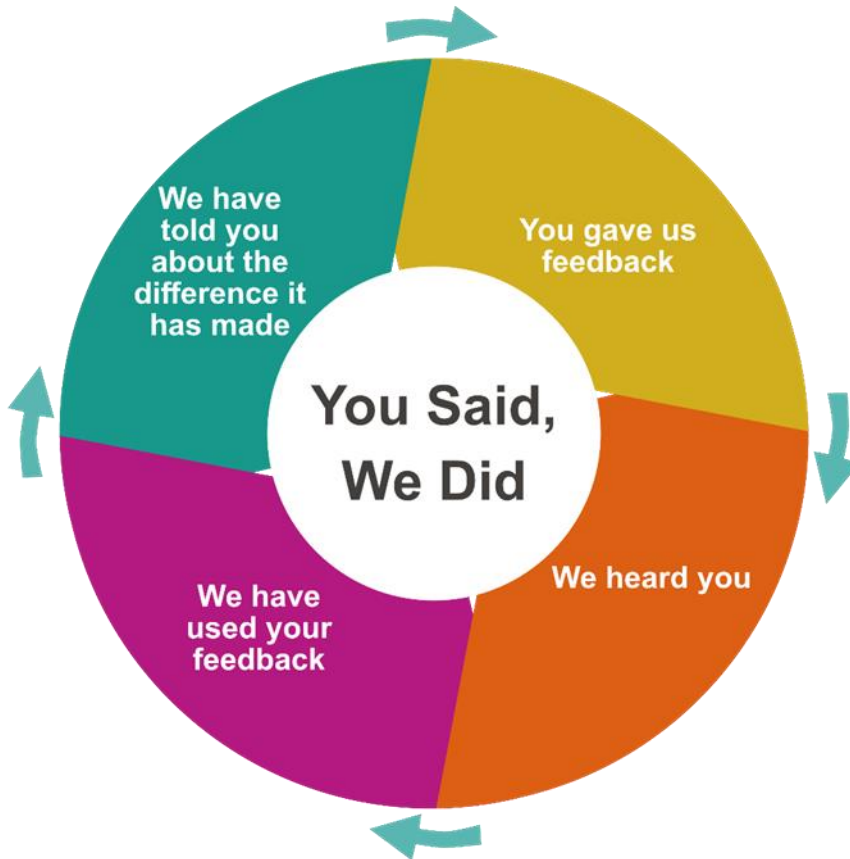 You Said,
We Did
You gave us
feedback
We heard you
We have
used your
feedback
We have
told you
about the
difference it
has made